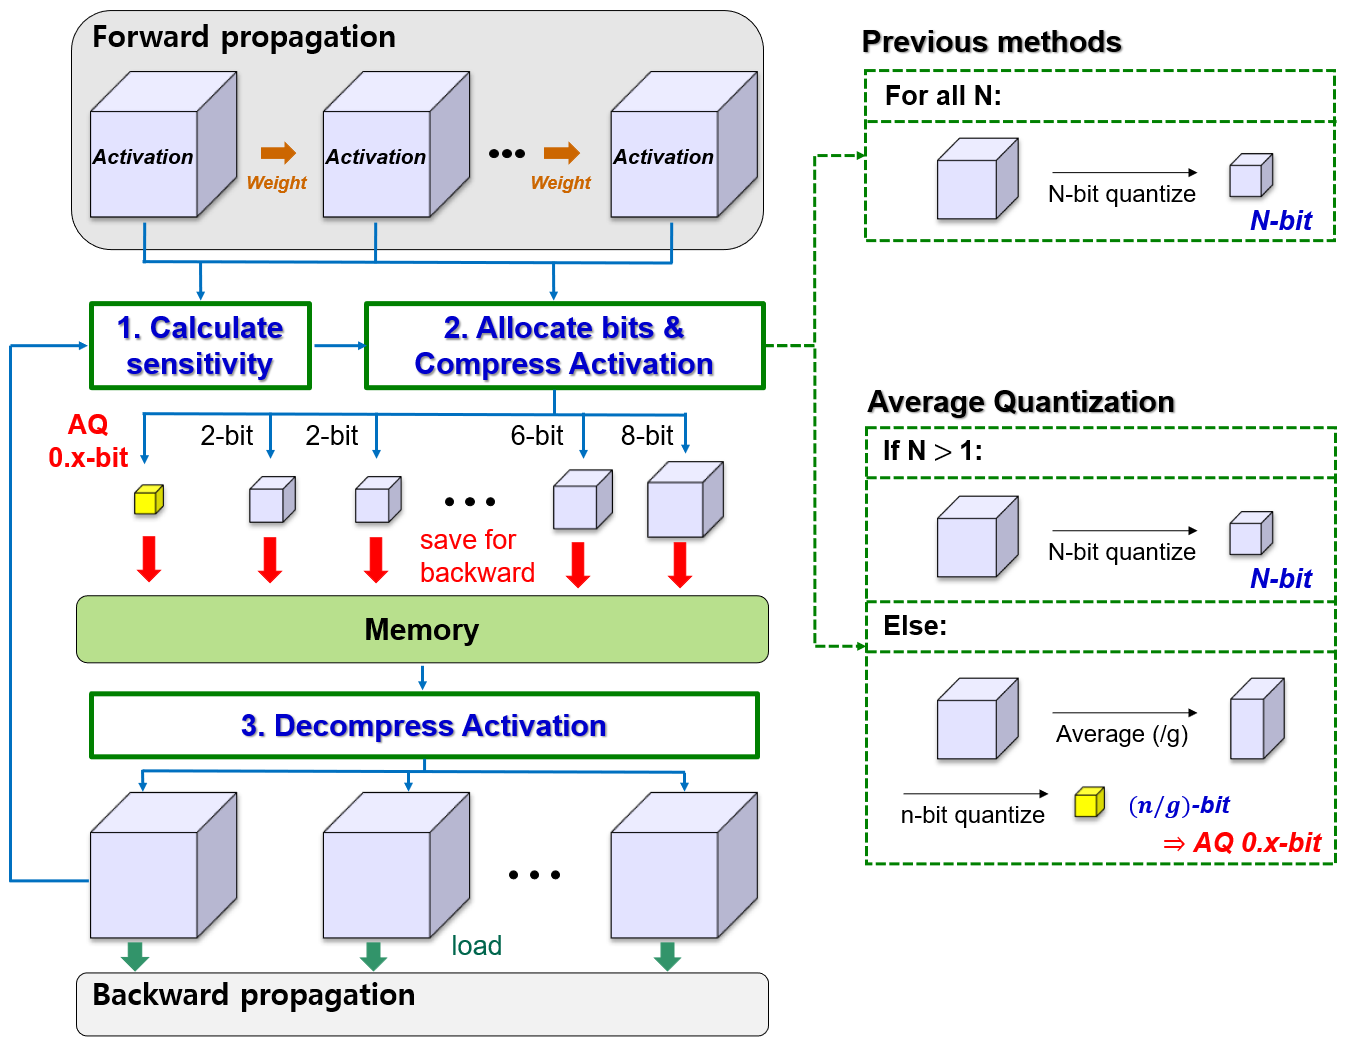 Forward propagation
Activation
Weight
Activation
•••
Weight
Activation
1. Calculate
sensitivity
2. Allocate bits &
Compress Activation
AQ
0.x-bit
2-bit
2-bit
6-bit
8-bit
• • •
save for
backward
Memory
3. Decompress Activation
• • •
load
Backward propagation
Previous methods
For all N:
N-bit quantize
N-bit
Average Quantization
If N > 1:
N-bit quantize
N-bit
Else:
Average (/g)
n-bit quantize
(n/g)-bit
⇒ AQ 0.x-bit